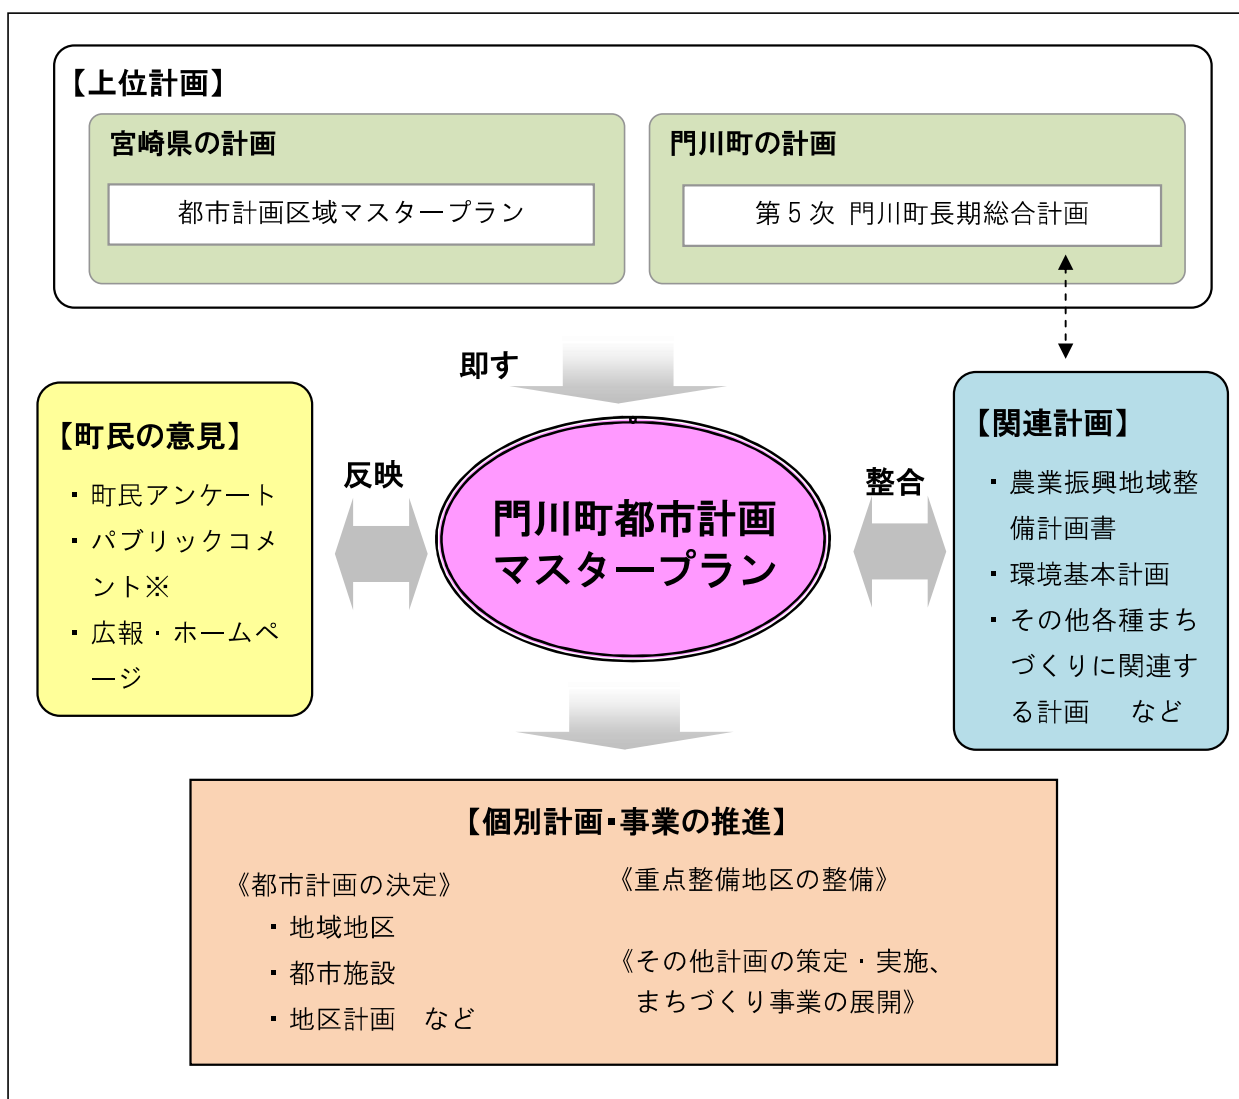 【上位計画】
宮崎県の計画
都市計画区域マスタープラン
門川町の計画
第5次 門川町長期総合計画
即す
【町民の意見】
・町民アンケート
・パブリックコメ
ント※
・広報・ホームペ
ージ
反映
門川町都市計画
マスタープラン
整合
【関連計画】
・農業振興地域整
備計画書
・環境基本計画
・その他各種まち
づくりに関連す
る計画　など
【個別計画・事業の推進】
《都市計画の決定》
・地域地区
・都市施設
・地区計画　など
《重点整備地区の整備》
《その他計画の策定・実施、
まちづくり事業の展開》